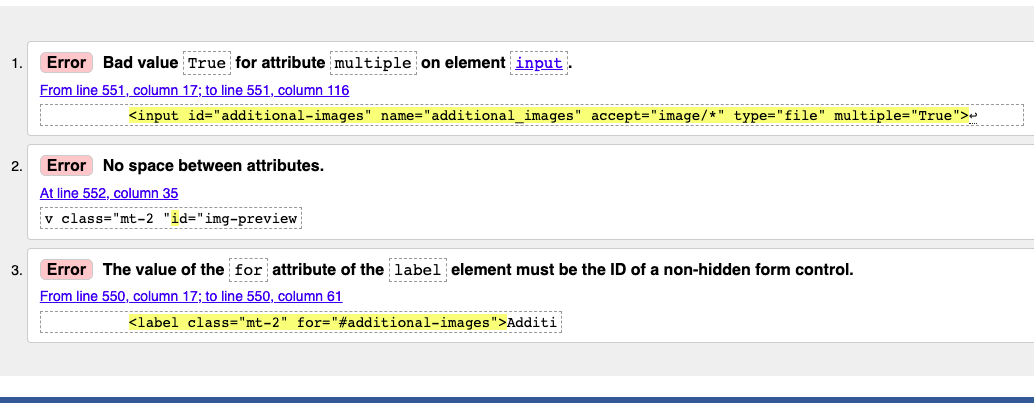 1. Error Bad value True for attribute multiple on element input.
From line 551, column 17; to line 551, column 116
<input id="additional-images" name="additional_images" accept="image/*" type="file" multiple="True">↩
2. Error No space between attributes.
At line 552, column 35
v class="mt-2 "id="img-preview
3. Error The value of the for attribute of the label element must be the ID of a non-hidden form control.
From line 550, column 17; to line 550, column 61
<label class="mt-2" for="#additional-images">Additi